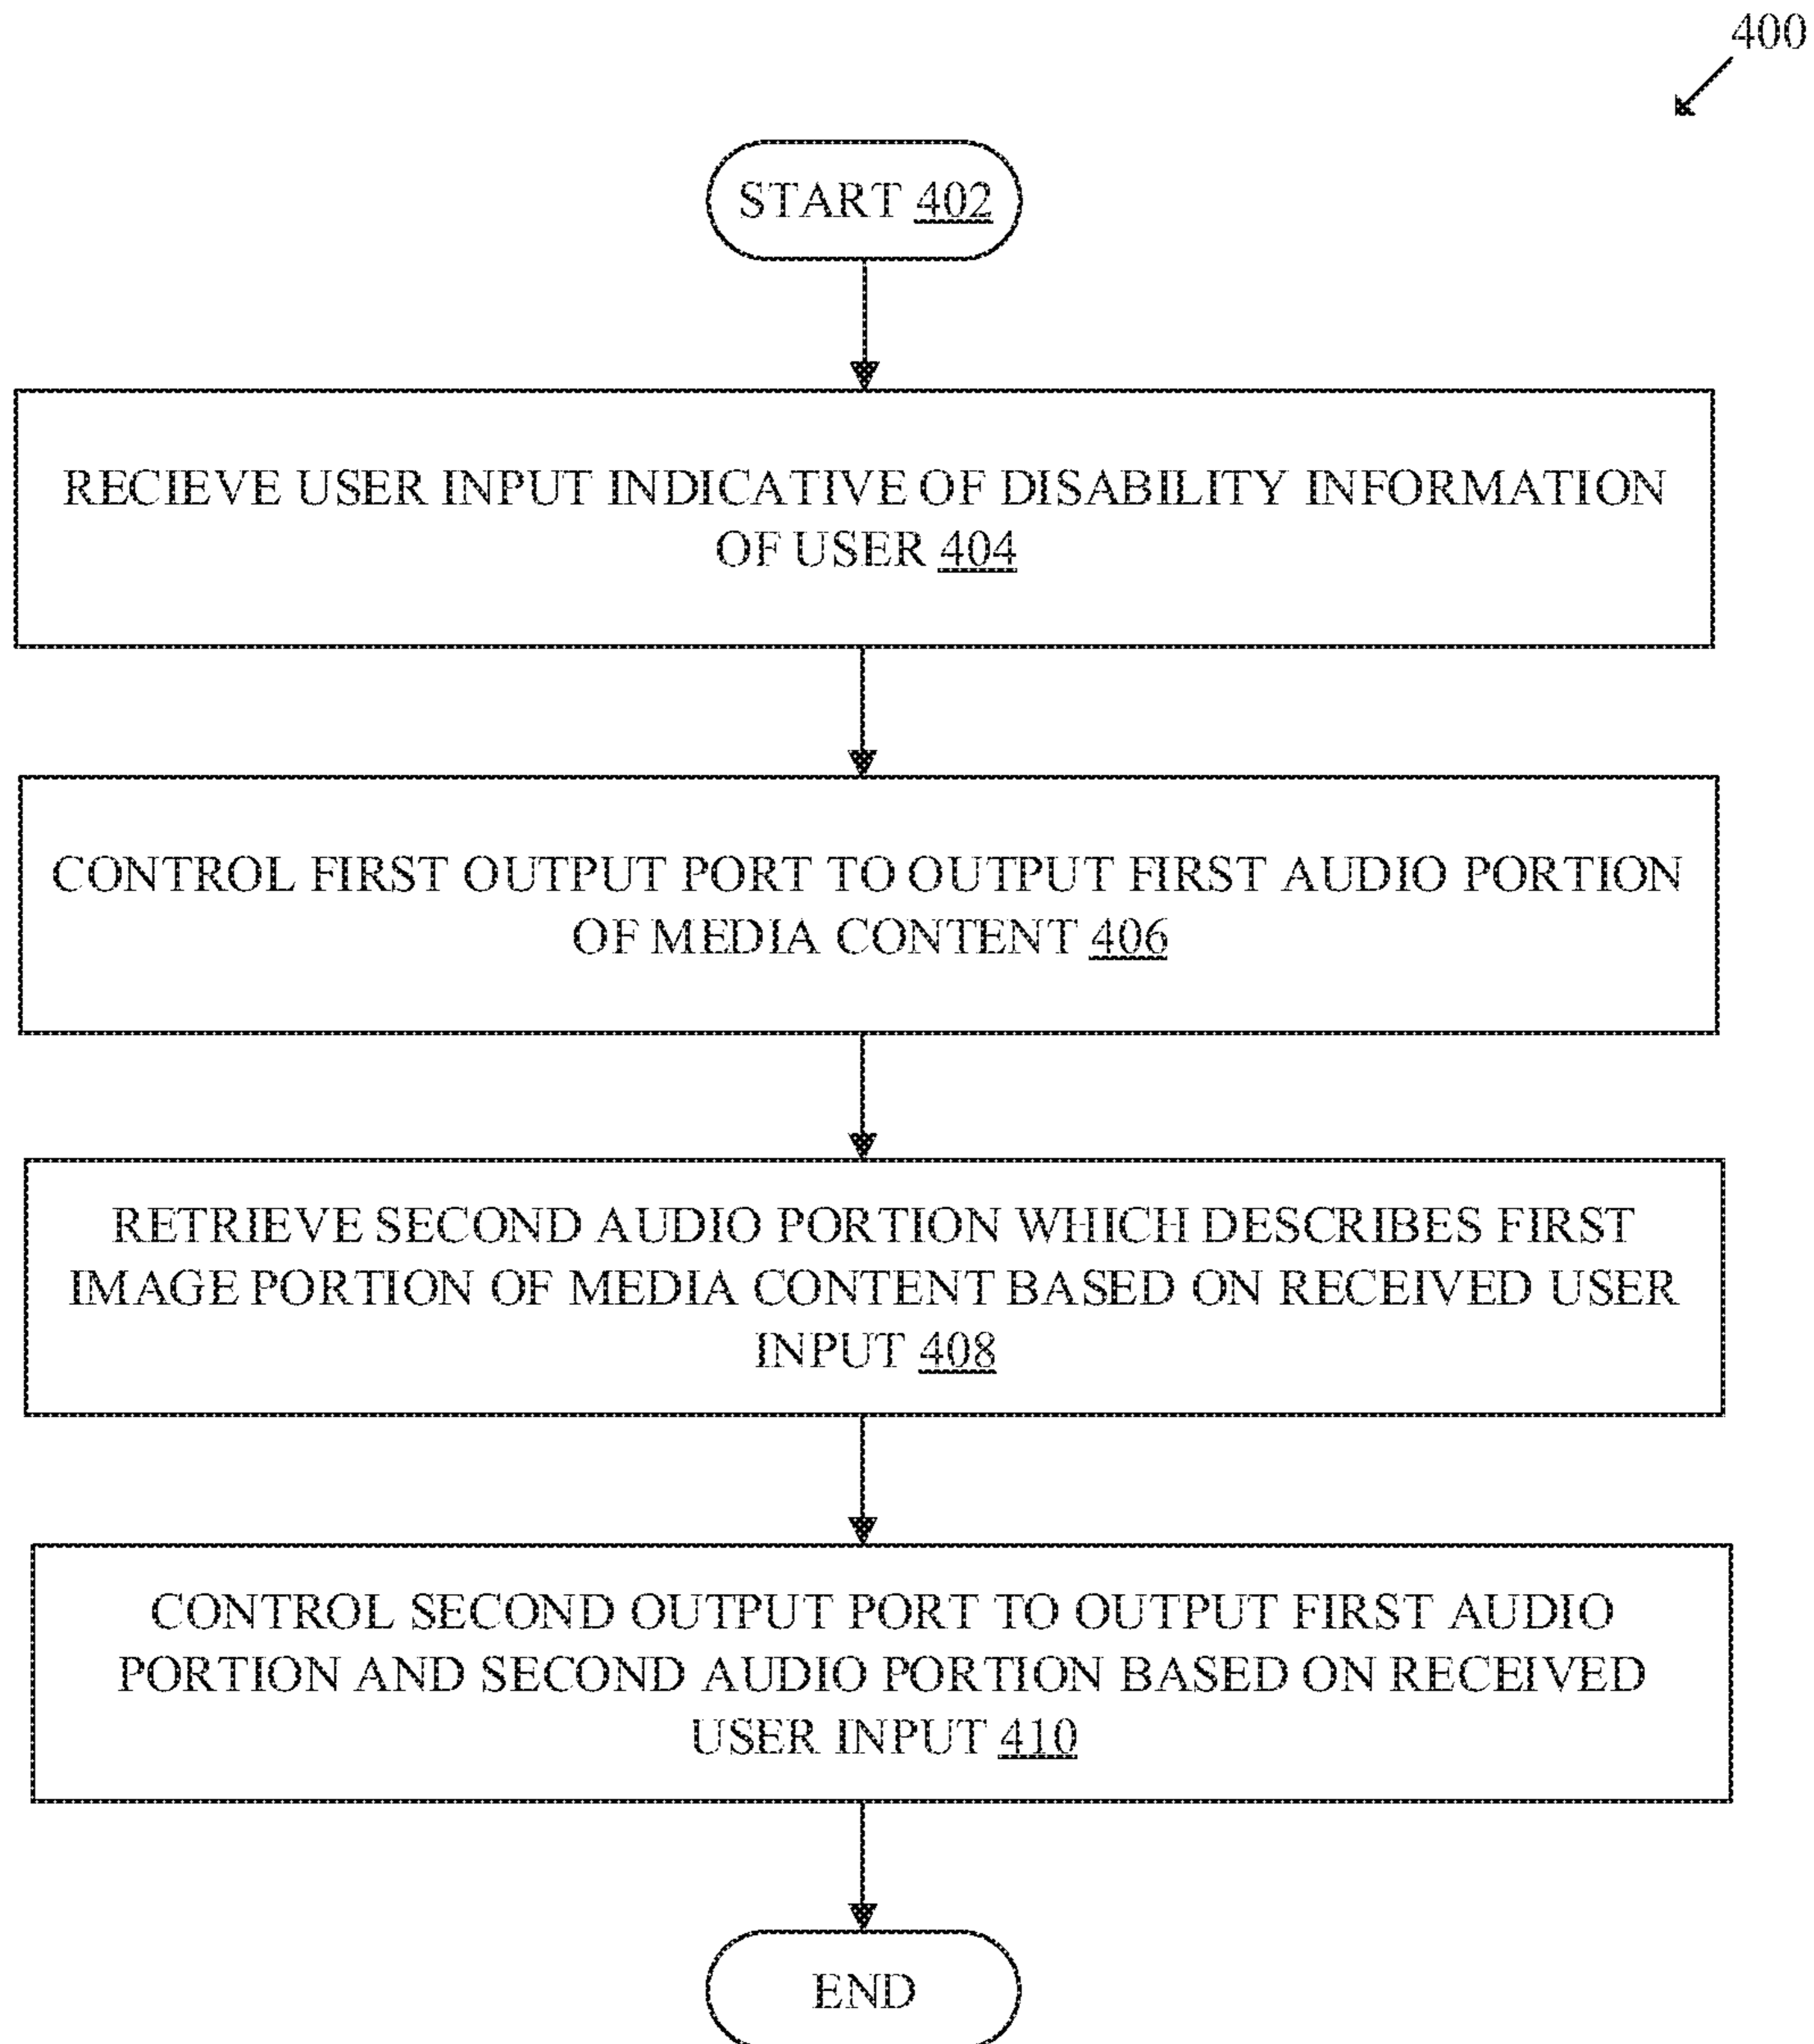 400
START 402
RECIEVE USER INPUT INDICATIVE OF DISABILITY INFORMATION
OF USER 404
CONTROL FIRST OUTPUT PORT TO OUTPUT FIRST AUDIO PORTION
OF MEDIA CONTENT 406
RETRIEVE SECOND AUDIO PORTION WHICH DESCRIBES FIRST
IMAGE PORTION OF MEDIA CONTENT BASED ON RECEIVED USER
INPUT 408
CONTROL SECOND OUTPUT PORT TO OUTPUT FIRST AUDIO
PORTION AND SECOND AUDIO PORTION BASED ON RECEIVED
USER INPUT 410
END